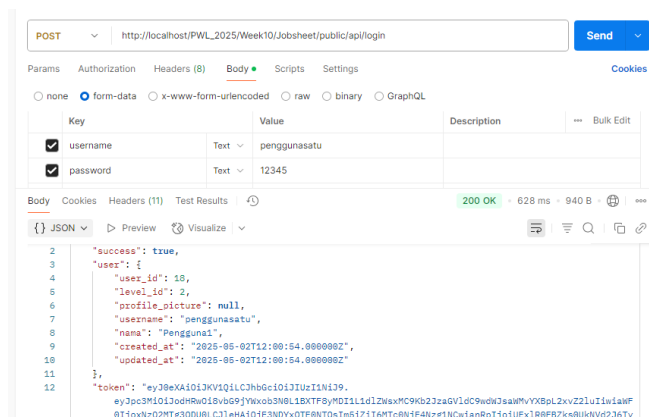 POST http://localhost/PWL_2025/Week10/Jobsheet/public/api/login Send
Params Authorization Headers (8) Body Scripts Settings Cookies
none form-data x-www-form-urlencoded raw binary GraphQL
Key Value Description Bulk Edit
username Text penggunasatu
password Text 12345
Body Cookies Headers (11) Test Results 200 OK 628 ms 940 B
{} JSON Preview Visualize
2 "success": true,
3 "user": {
4 "user_id": 18,
5 "level_id": 2,
6 "profile_picture": null,
7 "username": "penggunasatu",
8 "nama": "Pengguna1",
9 "created_at": "2025-05-02T12:00:54.000000Z",
10 "updated_at": "2025-05-02T12:00:54.000000Z"
11 },
12 "token": "eyJ0eXAiOiJKV1QiLCJhbGciOiJIUzI1NiJ9.